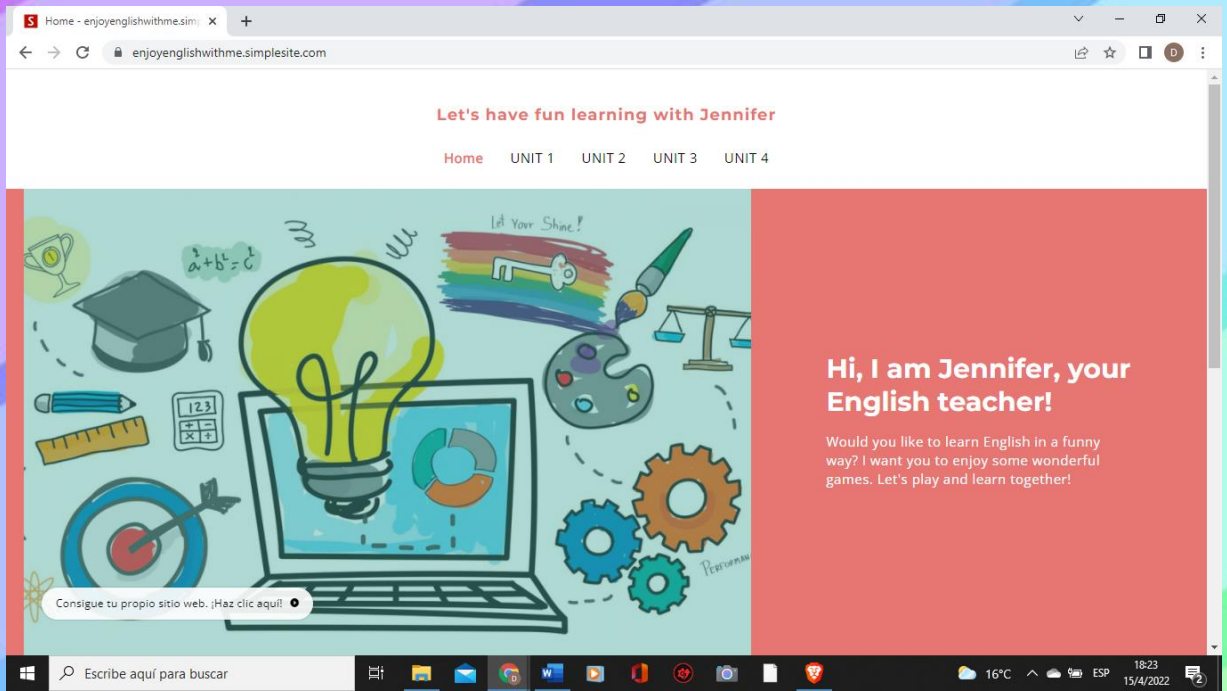 Home - enjoyenglishwithme.simp
enjoyenglishwithme.simplesite.com
D
Let's have fun learning with Jennifer
Home UNIT 1 UNIT 2 UNIT 3 UNIT 4
Let Your Shine!
a²+b²=c²
1
123
Hi, I am Jennifer, your
English teacher!
Would you like to learn English in a funny
way? I want you to enjoy some wonderful
games. Let's play and learn together!
Consigue tu propio sitio web. ¡Haz clic aquí!
Escribe aquí para buscar
16°C ESP
18:23
15/4/2022
2